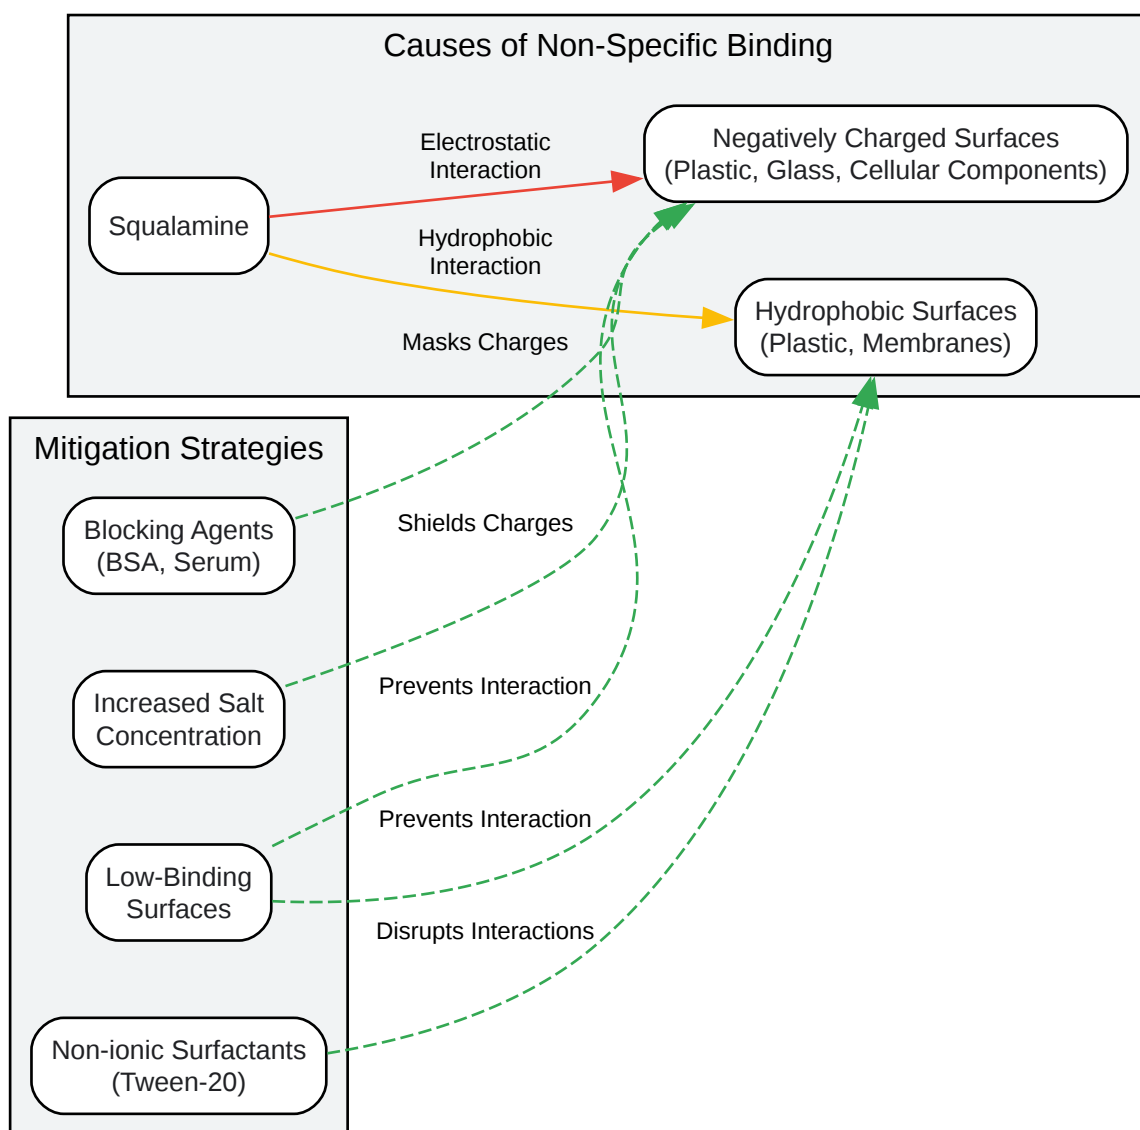 Causes of Non-Specific Binding
Electrostatic
Interaction
Negatively Charged Surfaces
(Plastic, Glass, Cellular Components)
Squalamine
Hydrophobic
Interaction
Hydrophobic Surfaces
(Plastic, Membranes)
Masks Charges
Mitigation Strategies
Blocking Agents
(BSA, Serum)
Shields Charges
Increased Salt
Concentration
Prevents Interaction
Prevents Interaction
Low-Binding
Surfaces
Disrupts Interactions
Non-ionic Surfactants
(Tween-20)